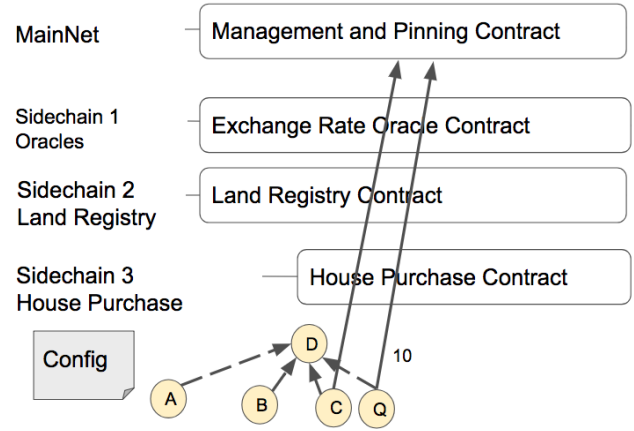 MainNet
Management and Pinning Contract
Sidechain 1
Oracles
Exchange Rate Oracle Contract
Sidechain 2
Land Registry
Land Registry Contract
Sidechain 3
House Purchase
House Purchase Contract
Config
D
10
A
B
C
Q